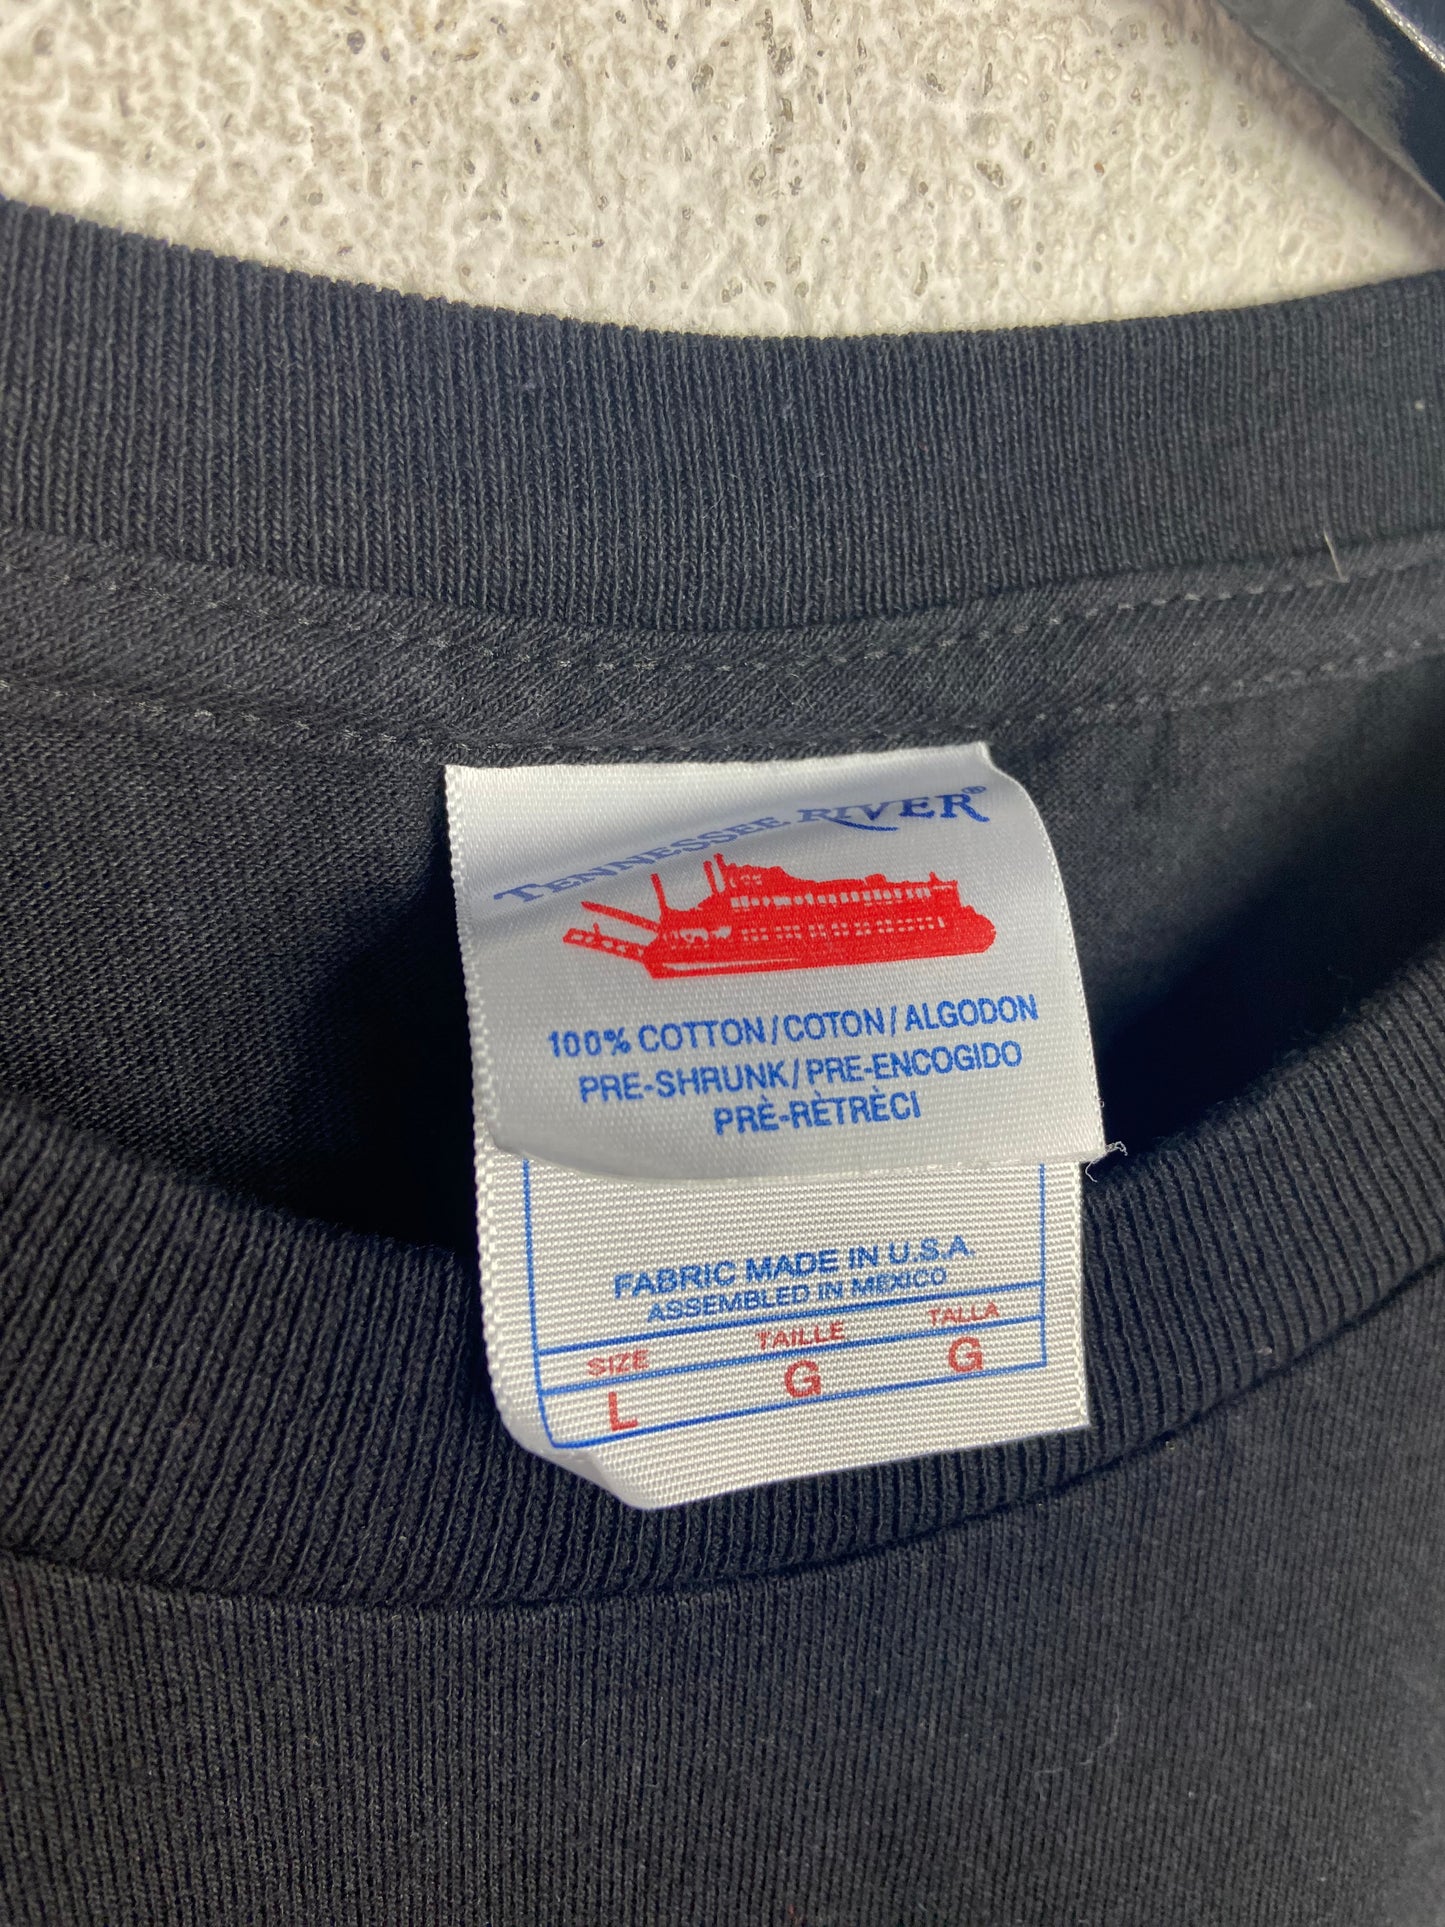 TENNESSEE RIVER®
100% COTTON/COTON/ALGODON
PRE-SHRUNK/PRE-ENCOGIDO
PRÈ-RÈTRÈCI
FABRIC MADE IN U.S.A.
ASSEMBLED IN MEXICO
SIZE TAILLE TALLA
L G G